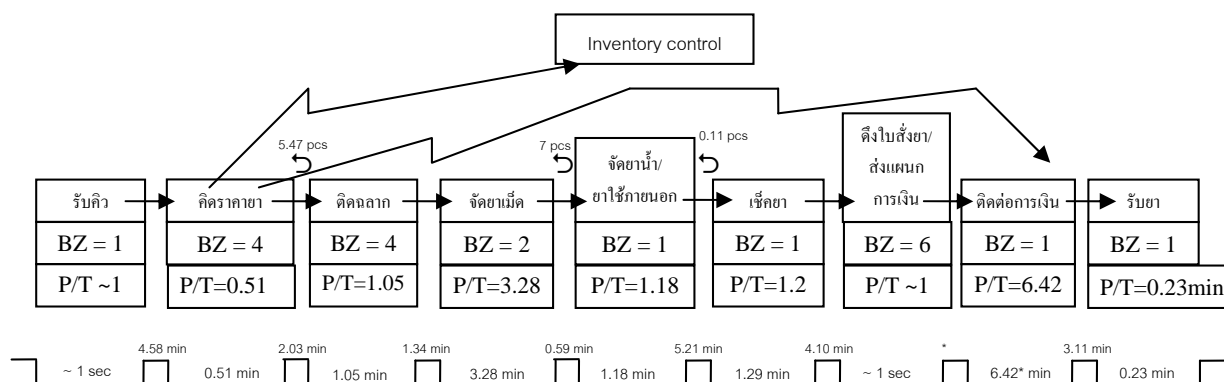 Inventory control
5.47 pcs
7 pcs
0.11 pcs
รับคิว
คิดราคายา
ติดฉลาก
จัดยาเม็ด
จัดยาน้ำ/
ยาใช้ภายนอก
เช็คยา
ดึงใบสั่งยา/
ส่งแผนก
การเงิน
ติดต่อการเงิน
รับยา
BZ = 1
BZ = 4
BZ = 4
BZ = 2
BZ = 1
BZ = 1
BZ = 6
BZ = 1
BZ = 1
P/T ~1
P/T=0.51
P/T=1.05
P/T=3.28
P/T=1.18
P/T=1.2
P/T ~1
P/T=6.42
P/T=0.23min
4.58 min
2.03 min
1.34 min
0.59 min
5.21 min
4.10 min
*
3.11 min
~ 1 sec
0.51 min
1.05 min
3.28 min
1.18 min
1.29 min
~ 1 sec
6.42* min
0.23 min